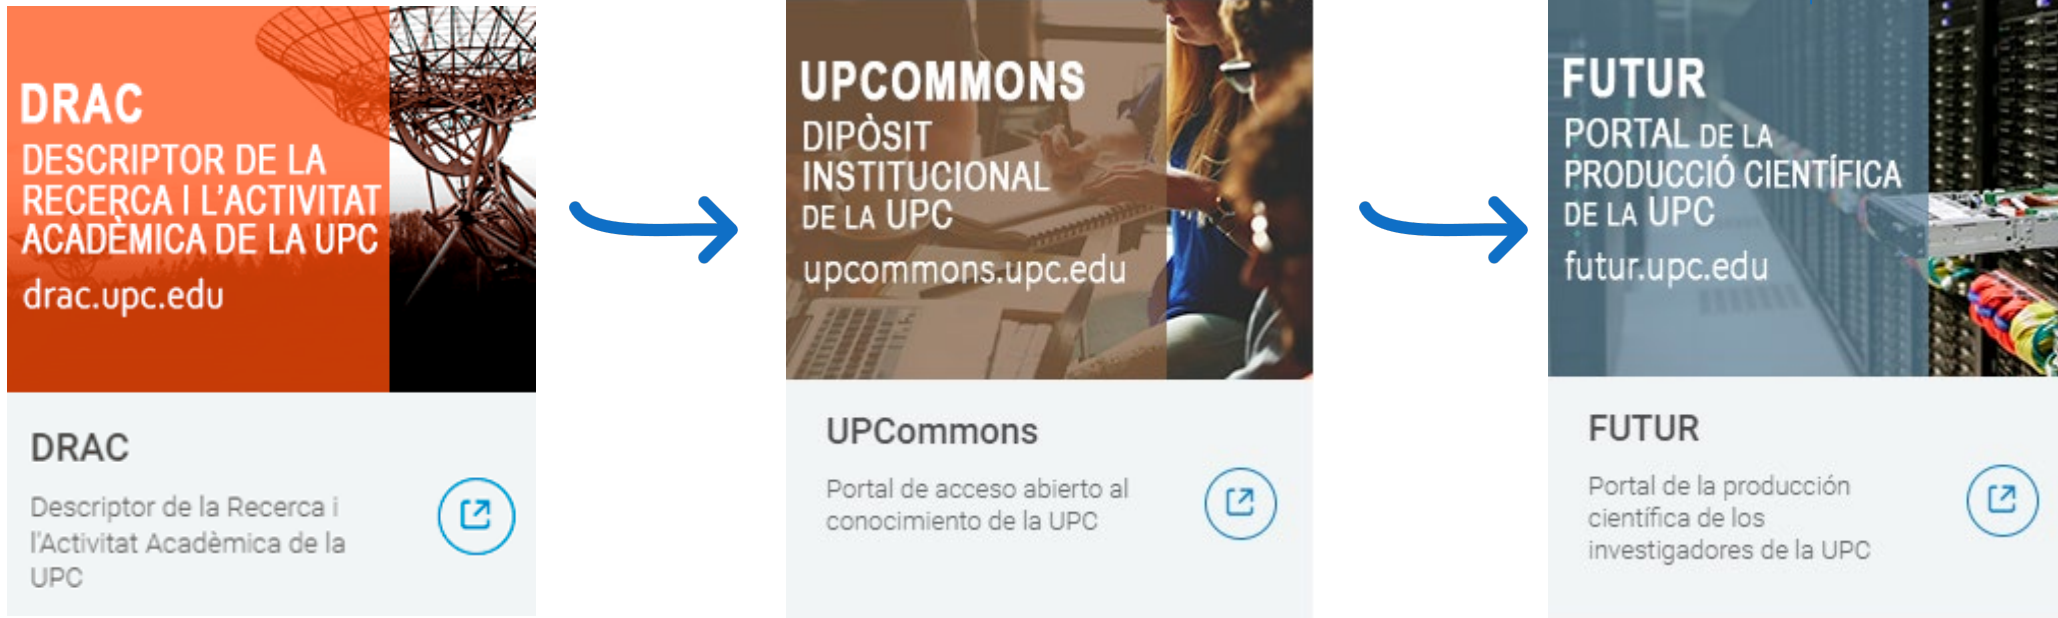 DRAC
DESCRIPTOR DE LA
RECERCA I L'ACTIVITAT
ACADÈMICA DE LA UPC
drac.upc.edu
DRAC
Descriptor de la Recerca i
l'Activitat Acadèmica de la
UPC
UPCOMMONS
DIPÒSIT
INSTITUCIONAL
DE LA UPC
upcommons.upc.edu
UPCommons
Portal de acceso abierto al
conocimiento de la UPC
FUTUR
PORTAL DE LA
PRODUCCIÓ CIENTÍFICA
DE LA UPC
futur.upc.edu
FUTUR
Portal de la producción
científica de los
investigadores de la UPC